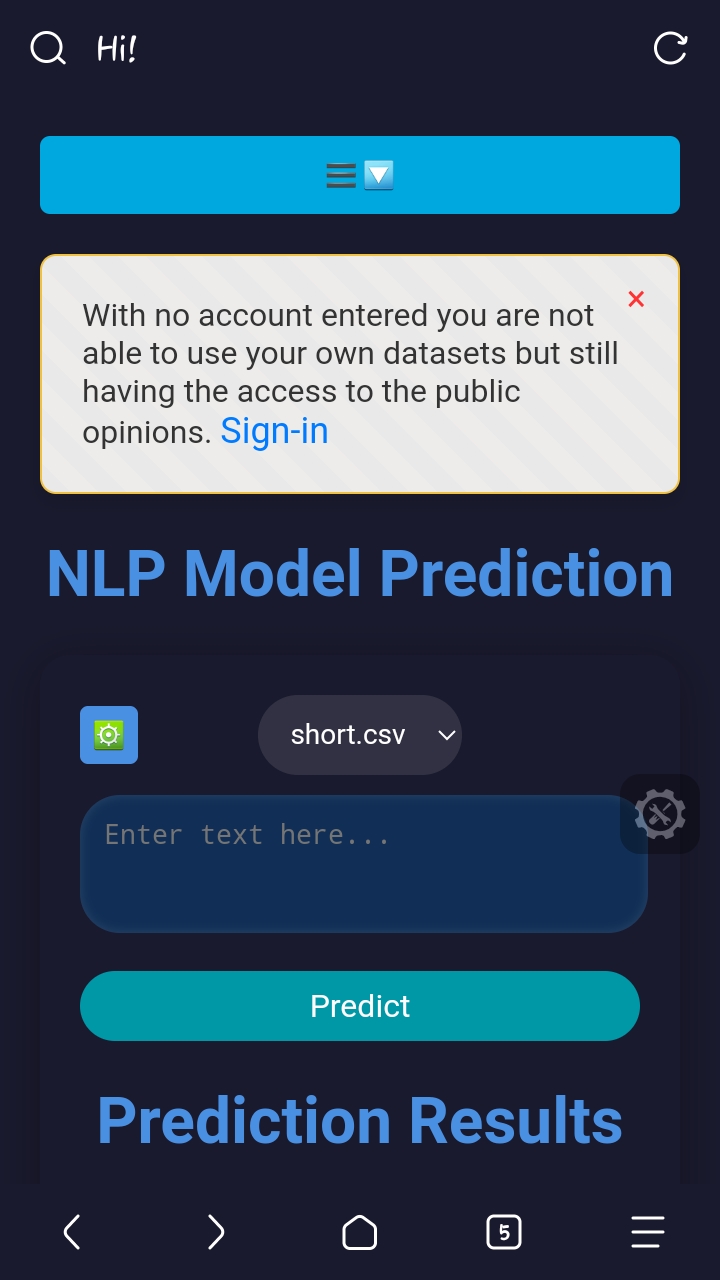 Hi!
With no account entered you are not
able to use your own datasets but still
having the access to the public
opinions. Sign-in
NLP Model Prediction
short.csv
Enter text here...
Predict
Prediction Results
5